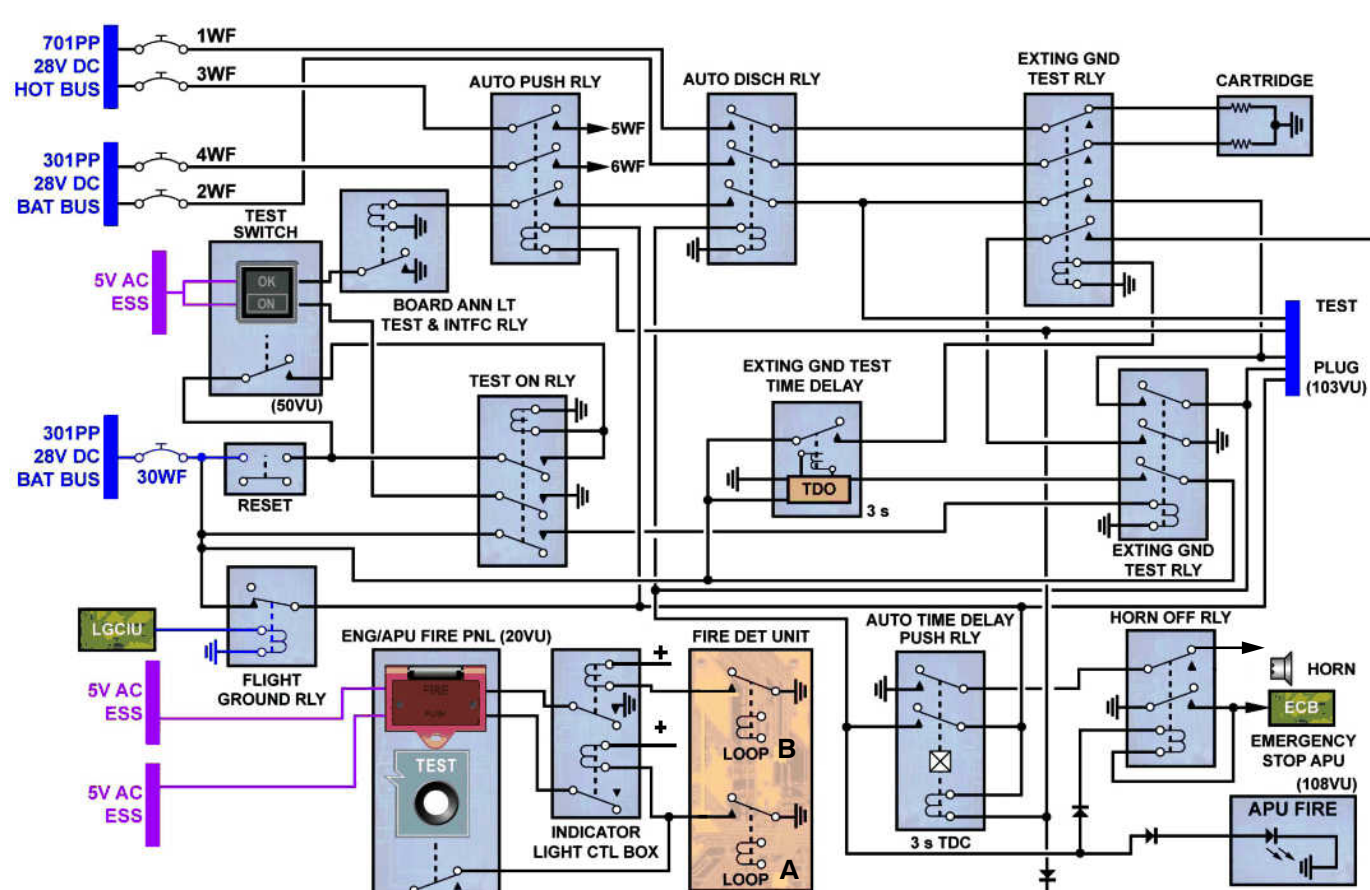 701PP
28V DC
HOT BUS
1WF
3WF
301PP
28V DC
BAT BUS
4WF
2WF
AUTO PUSH RLY
5WF
6WF
AUTO DISCH RLY
EXTING GND
TEST RLY
CARTRIDGE
TEST
SWITCH
5V AC
ESS
OK
ON
(50VU)
BOARD ANN LT
TEST & INTFC RLY
TEST
PLUG
(103VU)
TEST ON RLY
EXTING GND TEST
TIME DELAY
TDO
3 s
301PP
28V DC
BAT BUS
30WF
RESET
EXTING GND
TEST RLY
LGCIU
FLIGHT
GROUND RLY
ENG/APU FIRE PNL (20VU)
FIRE
PUSH
TEST
5V AC
ESS
5V AC
ESS
+
+
INDICATOR
LIGHT CTL BOX
FIRE DET UNIT
LOOP B
LOOP A
AUTO TIME DELAY
PUSH RLY
3 s TDC
HORN OFF RLY
HORN
ECB
EMERGENCY
STOP APU
(108VU)
APU FIRE